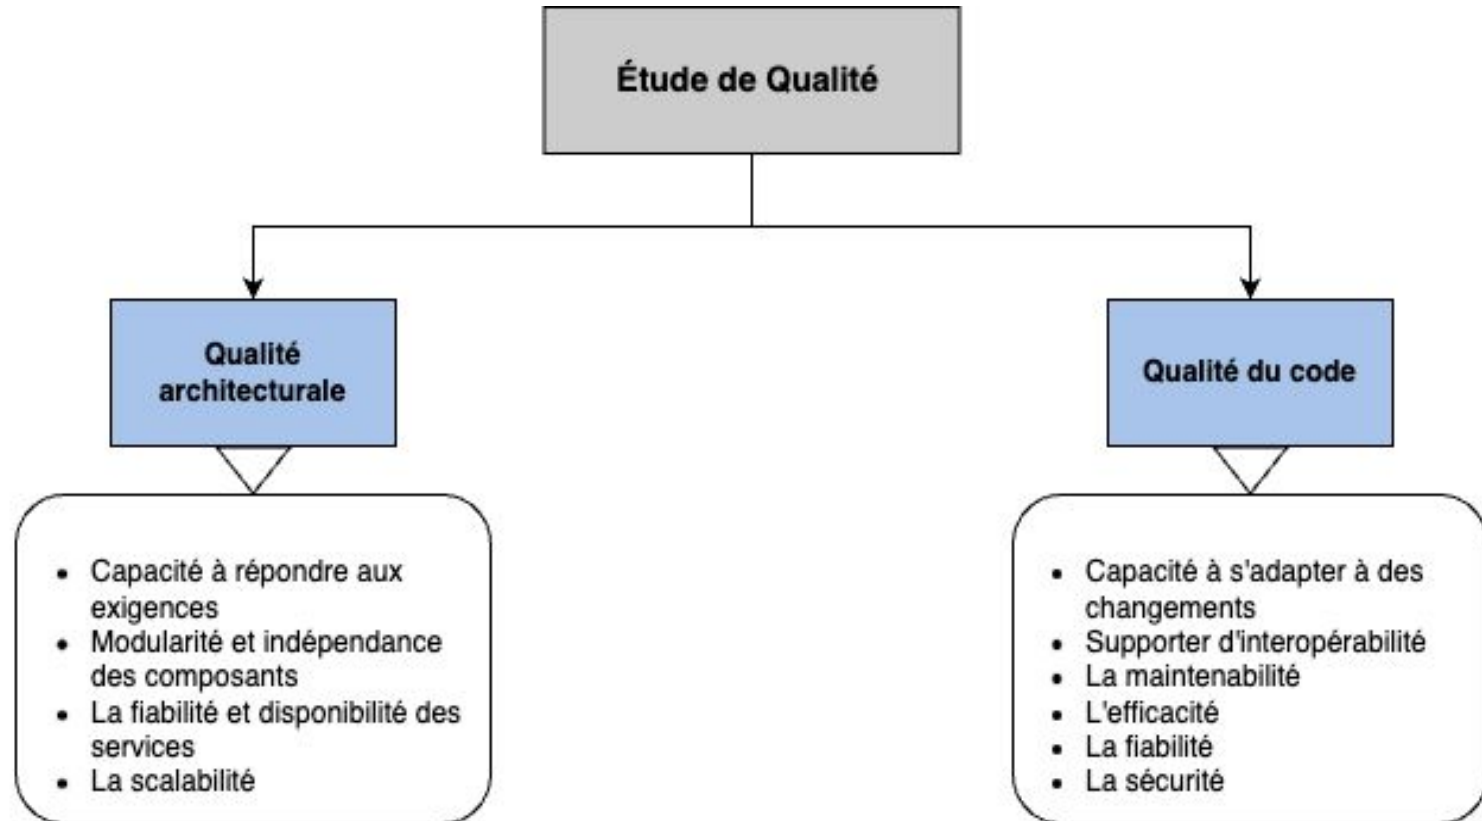 Étude de Qualité
Qualité
architecturale
• Capacité à répondre aux
exigences
• Modularité et indépendance
des composants
• La fiabilité et disponibilité des
services
• La scalabilité
Qualité du code
• Capacité à s'adapter à des
changements
• Supporter d'interopérabilité
• La maintenabilité
• L'efficacité
• La fiabilité
• La sécurité